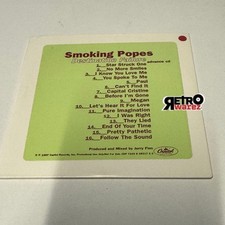 Smoking Popes
Destination Failure
1. Star Struck One
2. No More Smiles
3. I Know You Love Me
4. You Spoke To Me
5. Paul
6. Can't Find It
7. Capital Cristine
8. Before I'm Gone
9. Megan
10. Let's Hear It For Love
11. Pure Imagination
12. I Was Right
13. They Lied
14. End Of Your Time
15. Pretty Pathetic
16. Follow The Sound
Produced and Mixed by Jerry Finn
Capitol
RETRO
warez